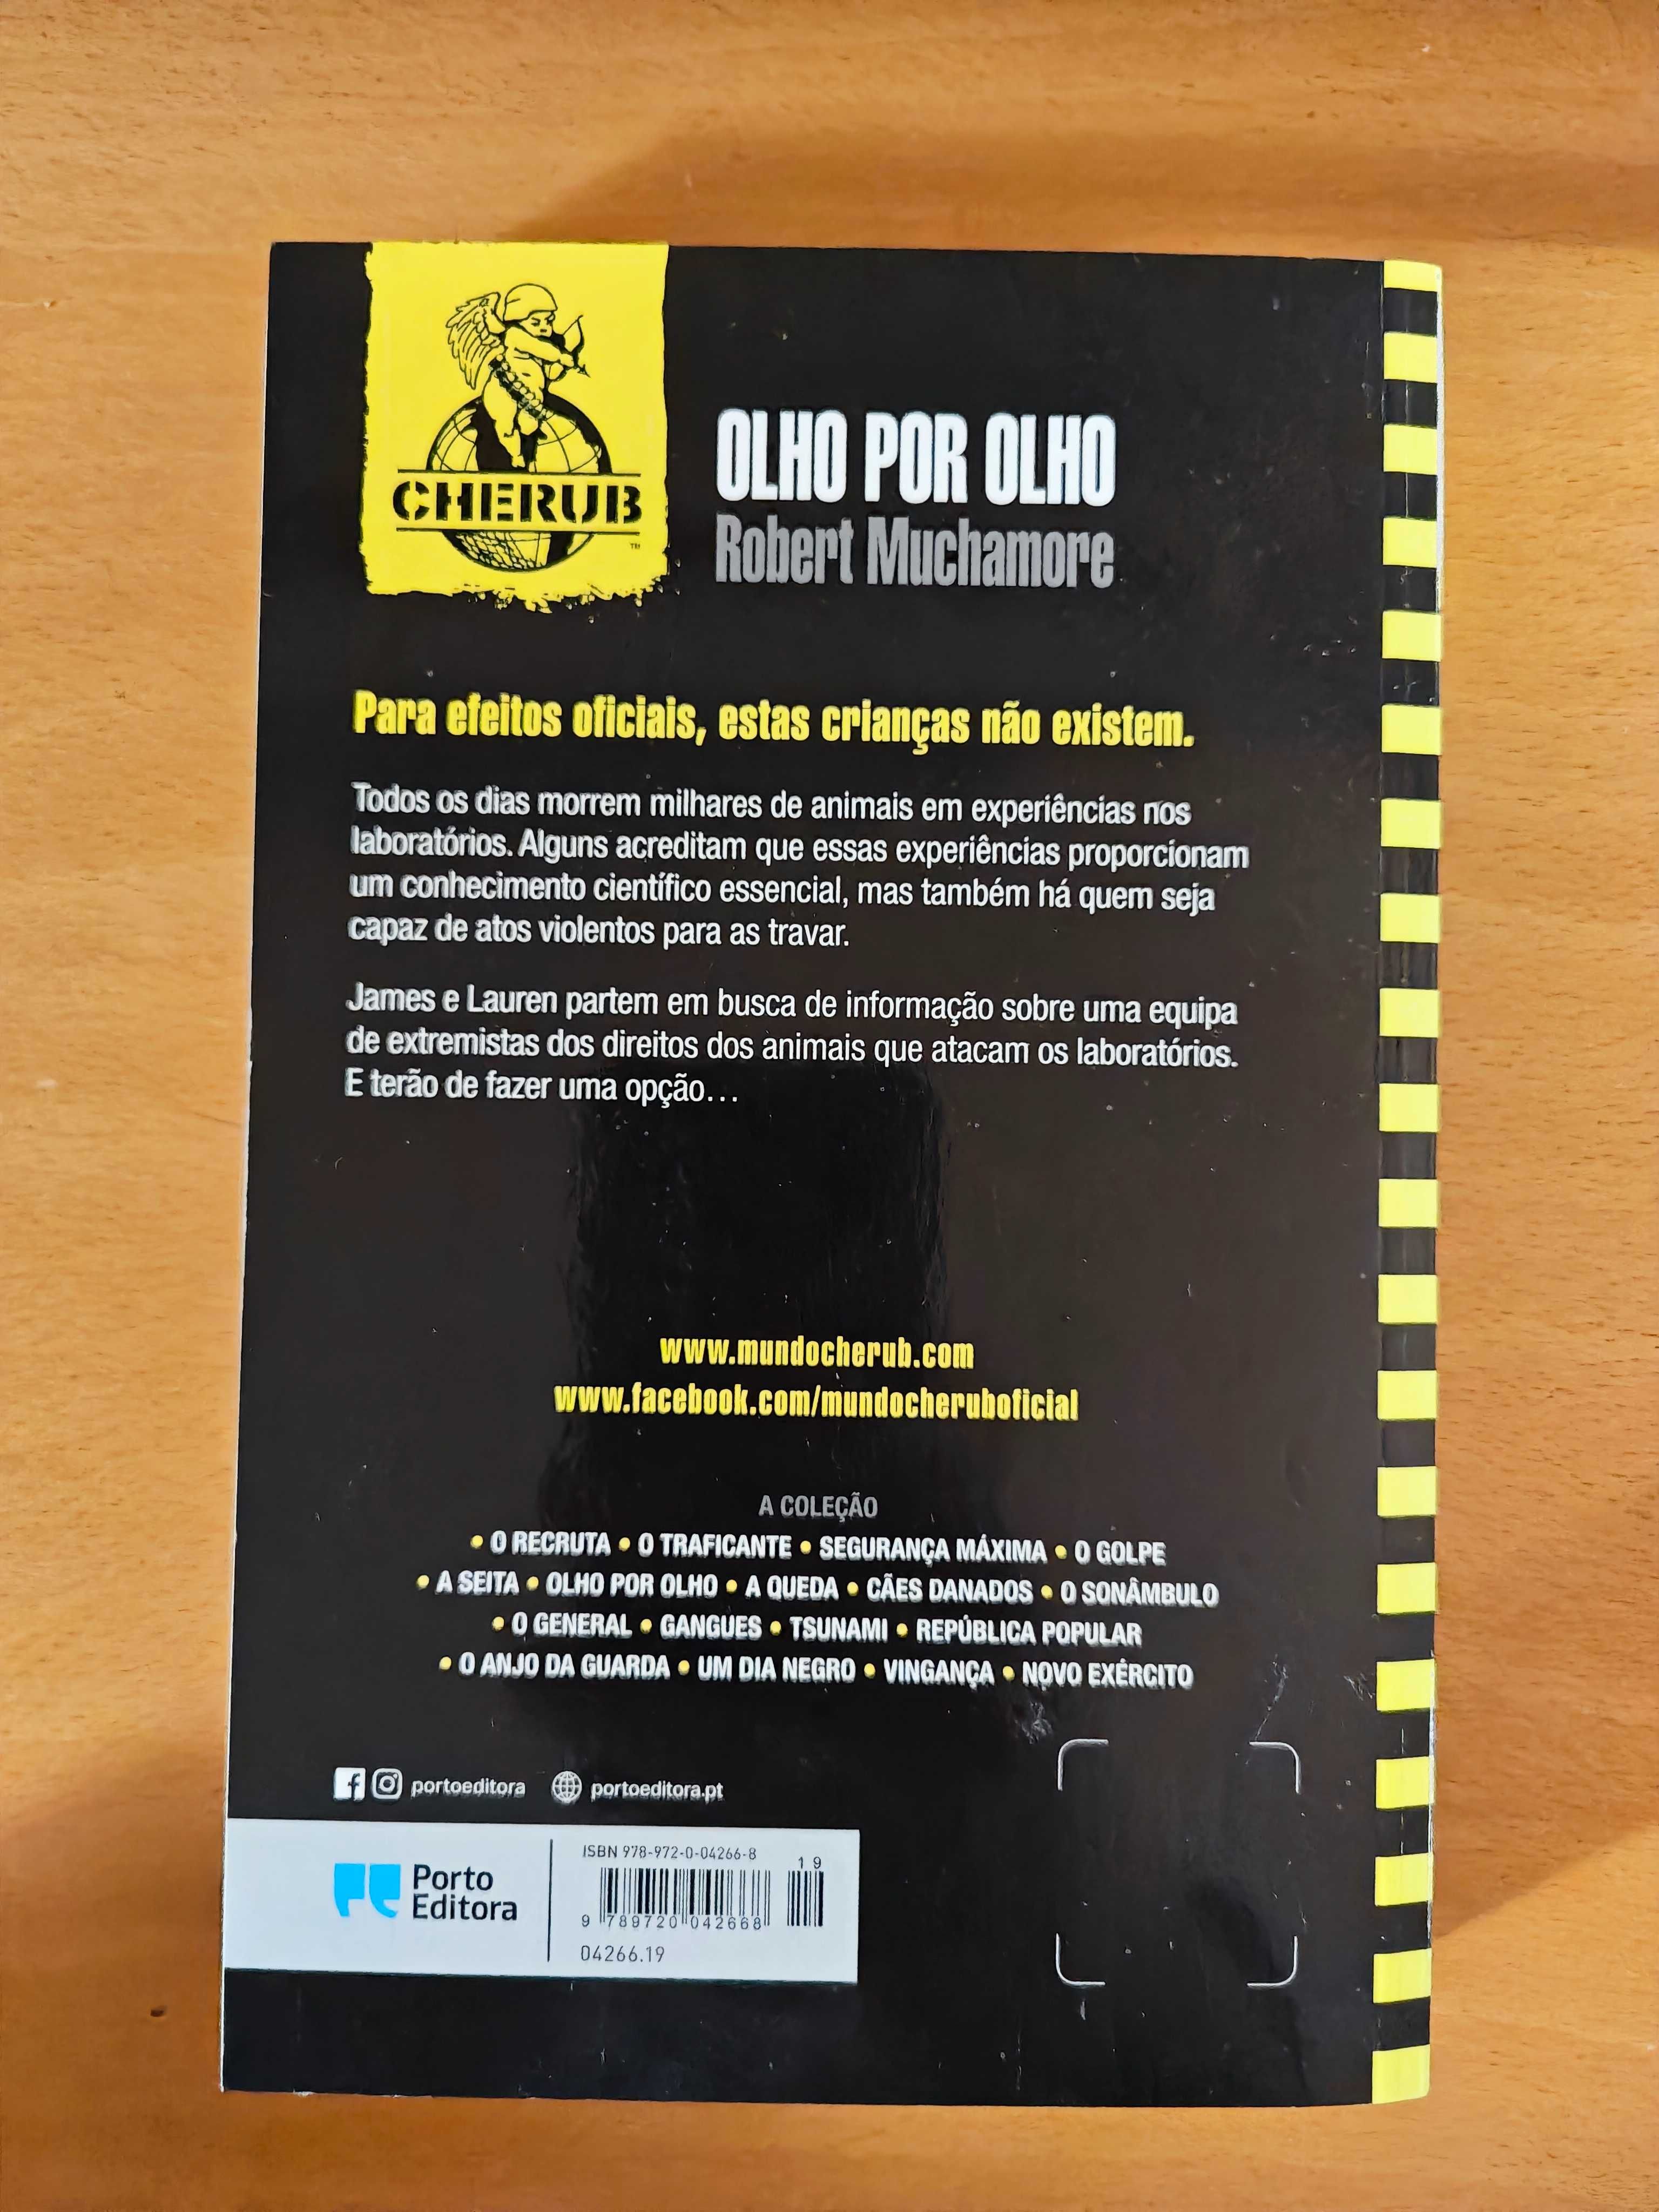 CHERUB
TM
OLHO POR OLHO
Robert Muchamore
Para efeitos oficiais, estas crianças não existem.
Todos os dias morrem milhares de animais em experiências nos
laboratórios. Alguns acreditam que essas experiências proporcionam
um conhecimento científico essencial, mas também há quem seja
capaz de atos violentos para as travar.
James e Lauren partem em busca de informação sobre uma equipa
de extremistas dos direitos dos animais que atacam os laboratórios.
E terão de fazer uma opção...
www.mundocherub.com
www.facebook.com/mundocheruboficial
A COLEÇÃO
• O RECRUTA • O TRAFICANTE • SEGURANÇA MÁXIMA • O GOLPE
• A SEITA • OLHO POR OLHO • A QUEDA • CÃES DANADOS • O SONÂMBULO
• O GENERAL • GANGUES • TSUNAMI • REPÚBLICA POPULAR
• O ANJO DA GUARDA • UM DIA NEGRO • VINGANÇA • NOVO EXÉRCITO
portoeditora portoeditora.pt
Porto
Editora
ISBN 978-972-0-04266-8
19
9 789720 042668
04266.19